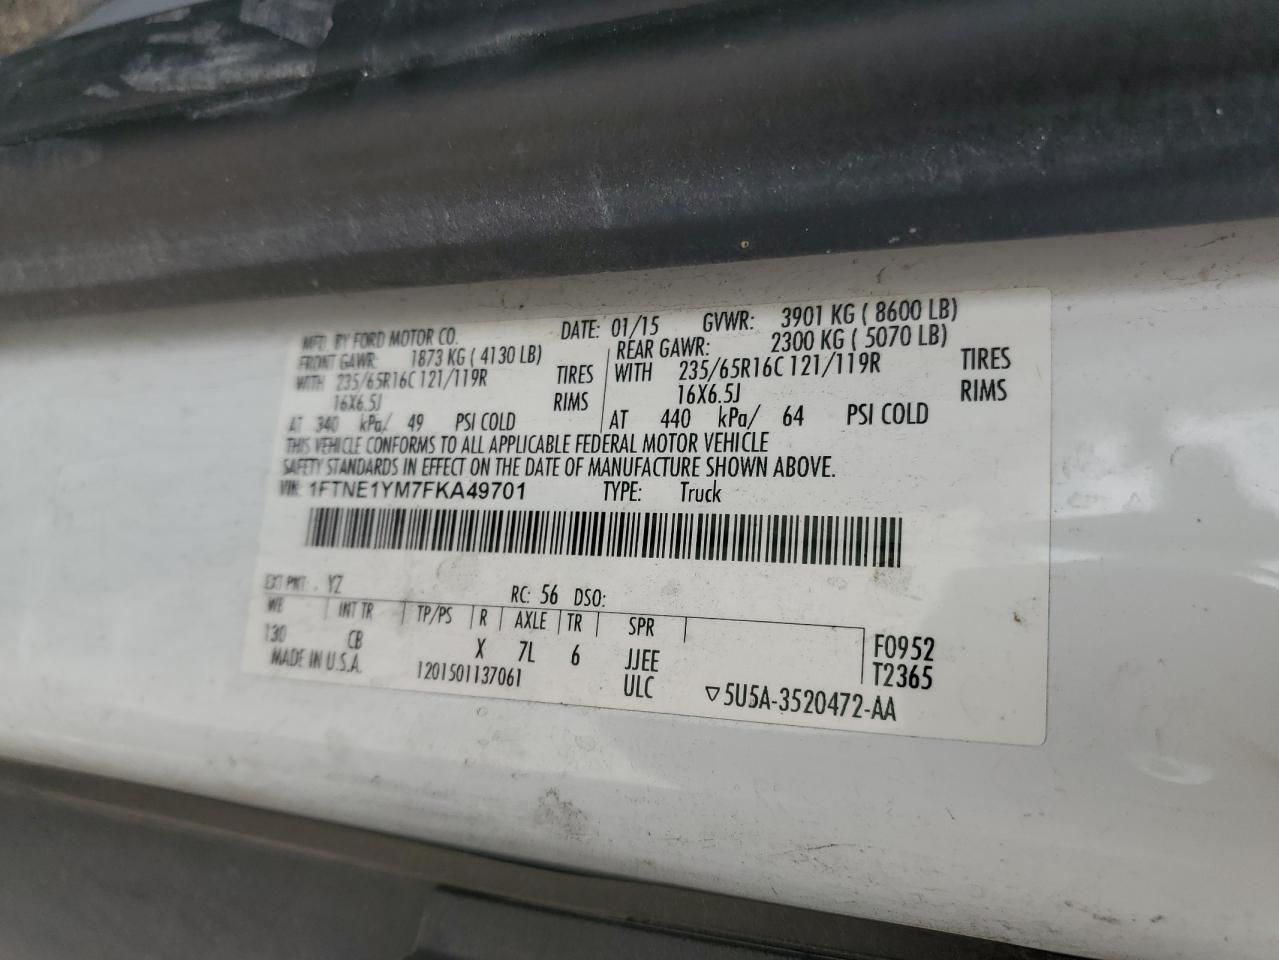 MFD. BY FORD MOTOR CO. DATE: 01/15 GVWR: 3901 KG ( 8600 LB)
FRONT GAWR: 1873 KG ( 4130 LB) REAR GAWR: 2300 KG ( 5070 LB)
WITH 235/65R16C 121/119R TIRES WITH 235/65R16C 121/119R TIRES
16X6.5J RIMS 16X6.5J RIMS
AT 340 kPa/ 49 PSI COLD AT 440 kPa/ 64 PSI COLD
THIS VEHICLE CONFORMS TO ALL APPLICABLE FEDERAL MOTOR VEHICLE
SAFETY STANDARDS IN EFFECT ON THE DATE OF MANUFACTURE SHOWN ABOVE.
VIN: 1FTNE1YM7FKA49701 TYPE: Truck
EXT PNT: YZ RC: 56 DSO:
WB INT TR TP/PS R AXLE TR SPR
130 CB X 7L 6 JJEE F0952
MADE IN U.S.A. 1201501137061 ULC T2365
▽5U5A-3520472-AA